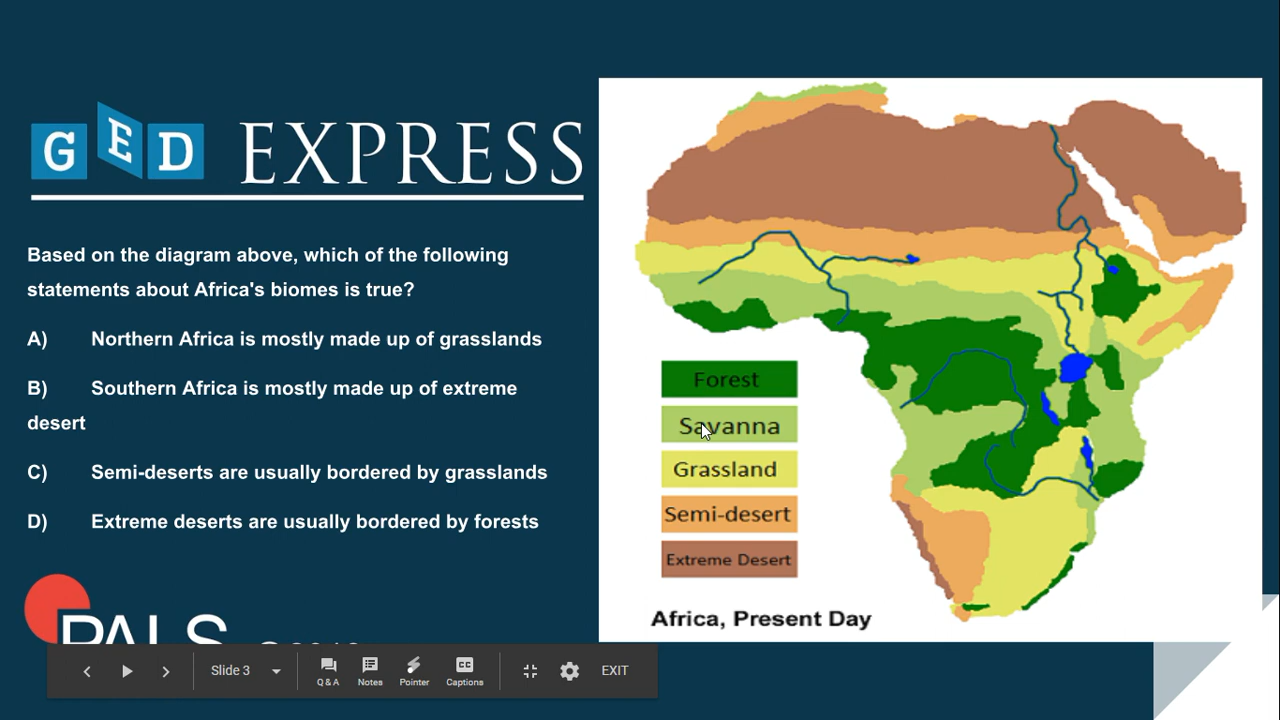 GED EXPRESS
Based on the diagram above, which of the following
statements about Africa's biomes is true?
A) Northern Africa is mostly made up of grasslands
B) Southern Africa is mostly made up of extreme
desert
C) Semi-deserts are usually bordered by grasslands
D) Extreme deserts are usually bordered by forests
PALS
Forest
Savanna
Grassland
Semi-desert
Extreme Desert
Africa, Present Day
Slide 3
Q & A
Notes
Pointer
CC
Captions
EXIT